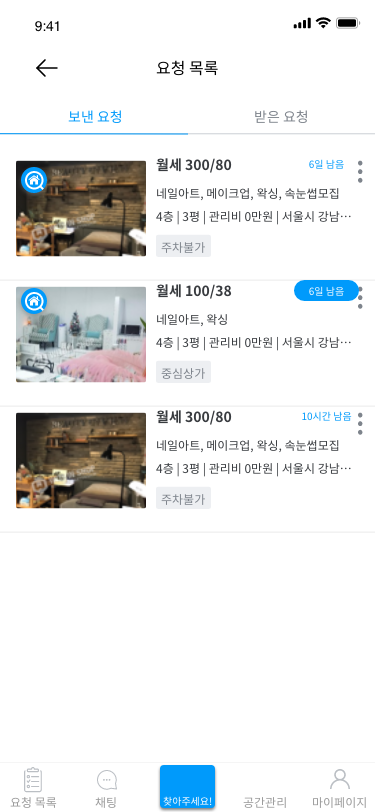 9:41
요청 목록
보낸 요청
받은 요청
월세 300/80
6일 남음
네일아트, 메이크업, 왁싱, 속눈썹모집
4층 | 3평 | 관리비 0만원 | 서울시 강남…
주차불가
월세 100/38
6일 남음
네일아트, 왁싱
4층 | 3평 | 관리비 0만원 | 서울시 강남…
중심상가
월세 300/80
10시간 남음
네일아트, 메이크업, 왁싱, 속눈썹모집
4층 | 3평 | 관리비 0만원 | 서울시 강남…
주차불가
요청 목록
채팅
찾아주세요!
공간관리
마이페이지